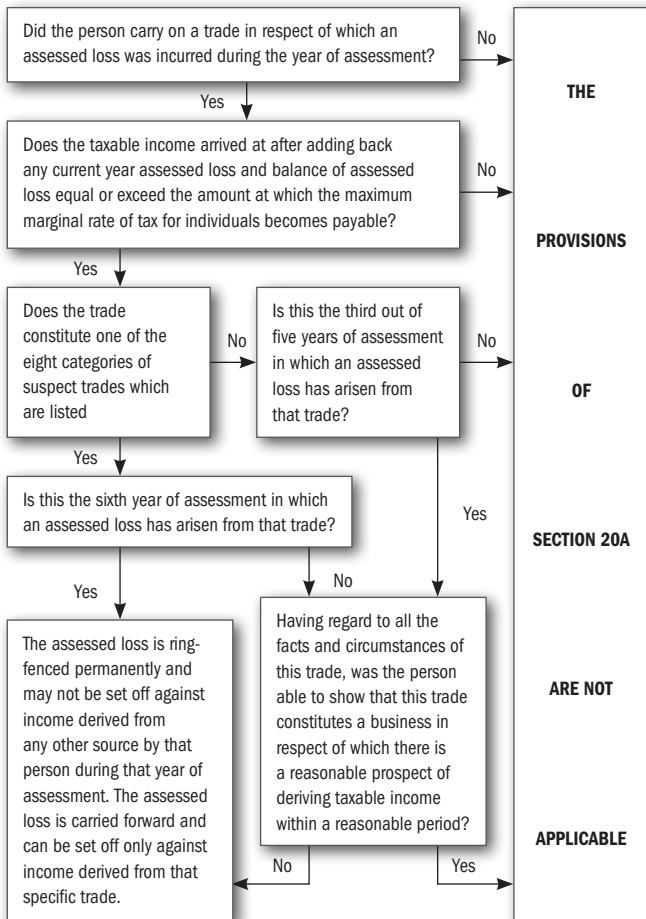 Did the person carry on a trade in respect of which an
assessed loss was incurred during the year of assessment?
No
Yes
Does the taxable income arrived at after adding back
any current year assessed loss and balance of assessed
loss equal or exceed the amount at which the maximum
marginal rate of tax for individuals becomes payable?
No
Yes
Does the trade
constitute one of the
eight categories of
suspect trades which
are listed
No
Is this the third out of
five years of assessment
in which an assessed
loss has arisen from
that trade?
No
Yes
Is this the sixth year of assessment in which
an assessed loss has arisen from that trade?
Yes
No
Yes
The assessed loss is ring-
fenced permanently and
may not be set off against
income derived from
any other source by that
person during that year of
assessment. The assessed
loss is carried forward and
can be set off only against
income derived from that
specific trade.
Having regard to all the
facts and circumstances of
this trade, was the person
able to show that this trade
constitutes a business in
respect of which there is
a reasonable prospect of
deriving taxable income
within a reasonable period?
No
Yes
THE
PROVISIONS
OF
SECTION 20A
ARE NOT
APPLICABLE